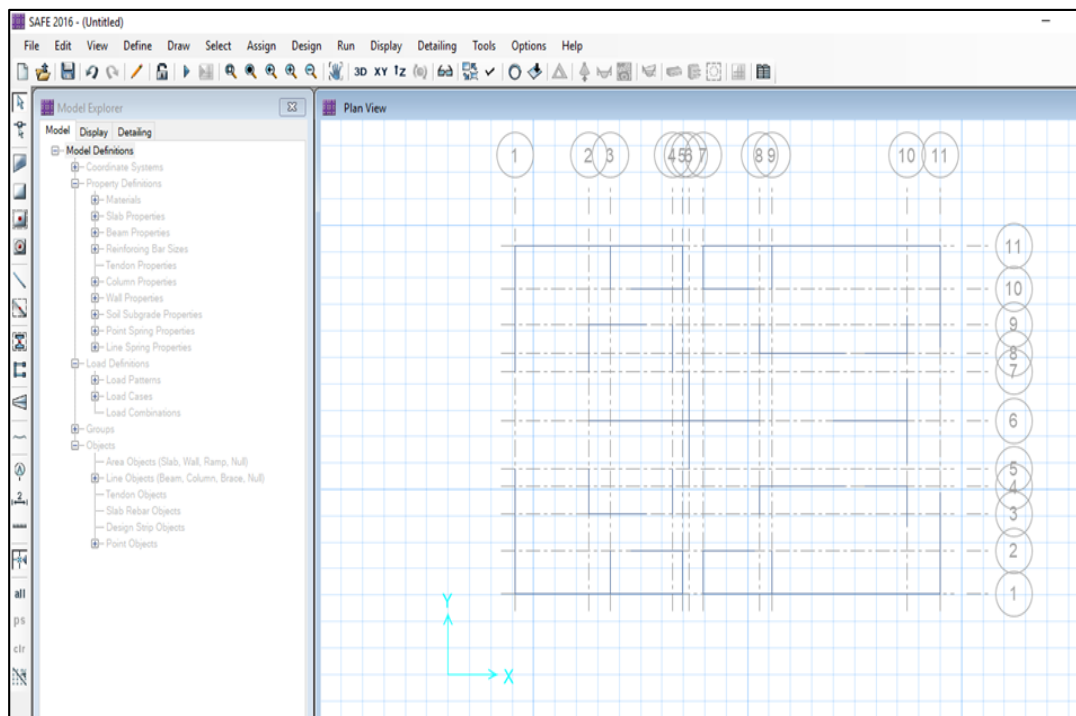 SAFE 2016 - (Untitled)
File Edit View Define Draw Select Assign Design Run Display Detailing Tools Options Help
3D XY
Model Explorer
Model Display Detailing
Model Definitions
Coordinate Systems
Property Definitions
Materials
Slab Properties
Beam Properties
Reinforcing Bar Sizes
Tendon Properties
Column Properties
Wall Properties
Soil Subgrade Properties
Point Spring Properties
Line Spring Properties
Load Definitions
Load Patterns
Load Cases
Load Combinations
Groups
Objects
Area Objects (Slab, Wall, Ramp, Null)
Line Objects (Beam, Column, Brace, Null)
Tendon Objects
Slab Rebar Objects
Design Strip Objects
Point Objects
all
ps
clr
Plan View
1 2 3 4 5 6 7 8 9 10 11
11
10
9
8
7
6
5
4
3
2
1
Y
X